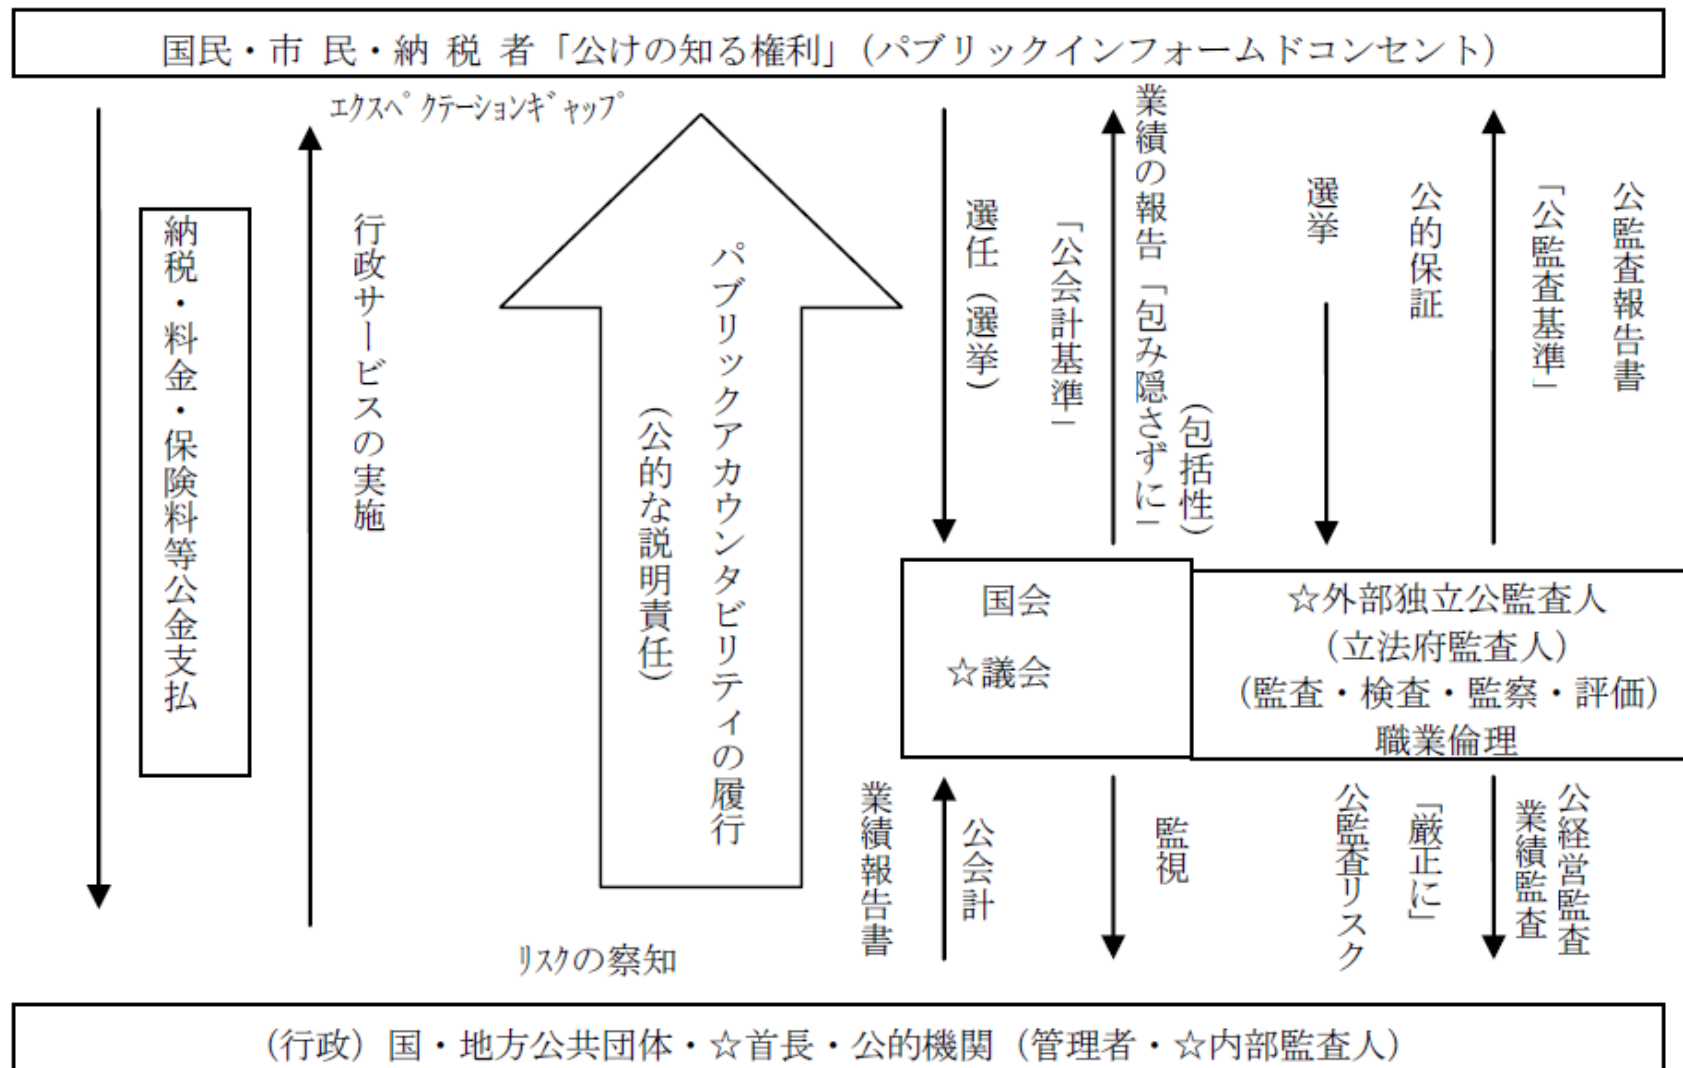 国民・市 民・納 税 者「公けの知る権利」(パブリックインフォームドコンセント)
エクスペクテーションギャップ
納税・料金・保険料等公金支払
行政サービスの実施
パブリックアカウンタビリティの履行
(公的な説明責任)
選任(選挙)
「公会計基準」
業績の報告「包み隠さずに」
(包括性)
選挙
公的保証
「公監査基準」
公監査報告書
国会
☆議会
☆外部独立公監査人
(立法府監査人)
(監査・検査・監察・評価)
職業倫理
業績報告書
公会計
監視
公監査リスク
「厳正に」
業績監査
公経営監査
リスクの察知
(行政)国・地方公共団体・☆首長・公的機関(管理者・☆内部監査人)